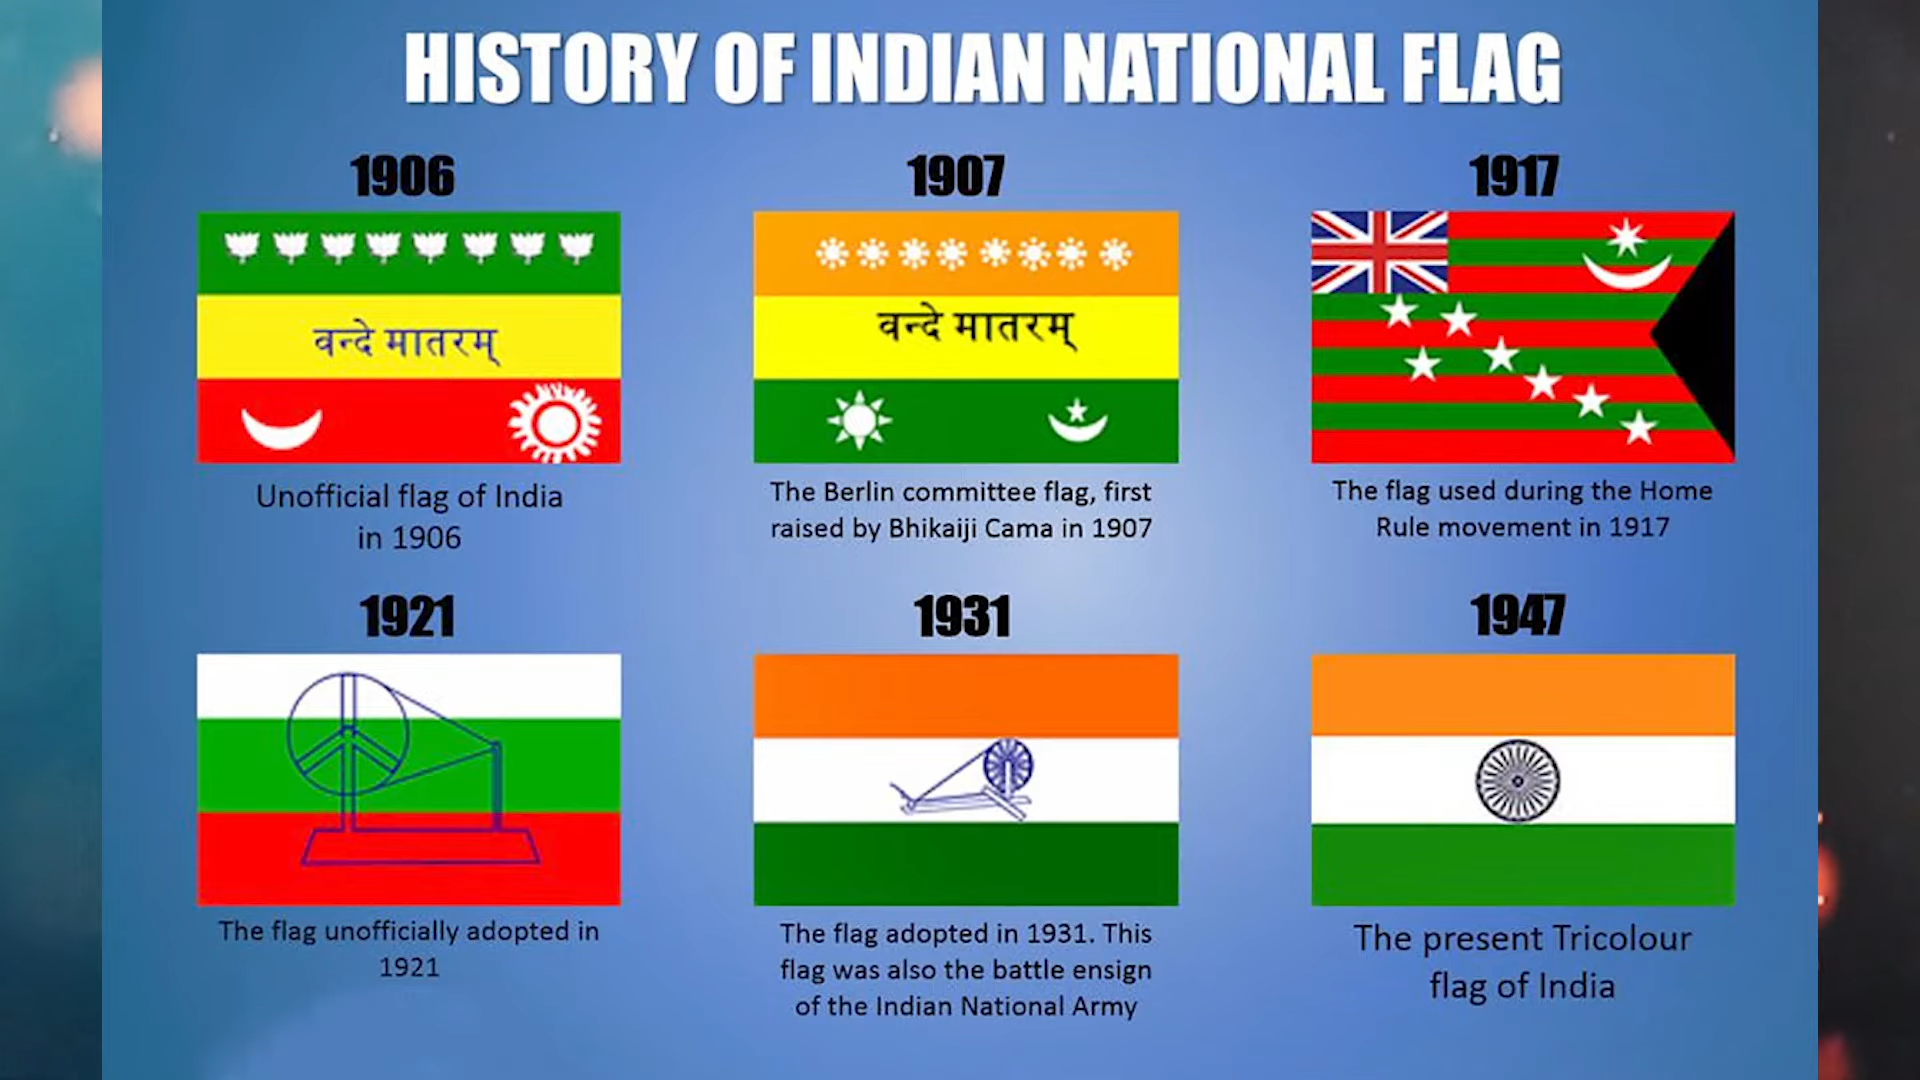 HISTORY OF INDIAN NATIONAL FLAG
1906
वन्दे मातरम्
Unofficial flag of India
in 1906
1907
वन्दे मातरम्
The Berlin committee flag, first
raised by Bhikaiji Cama in 1907
1917
The flag used during the Home
Rule movement in 1917
1921
The flag unofficially adopted in
1921
1931
The flag adopted in 1931. This
flag was also the battle ensign
of the Indian National Army
1947
The present Tricolour
flag of India